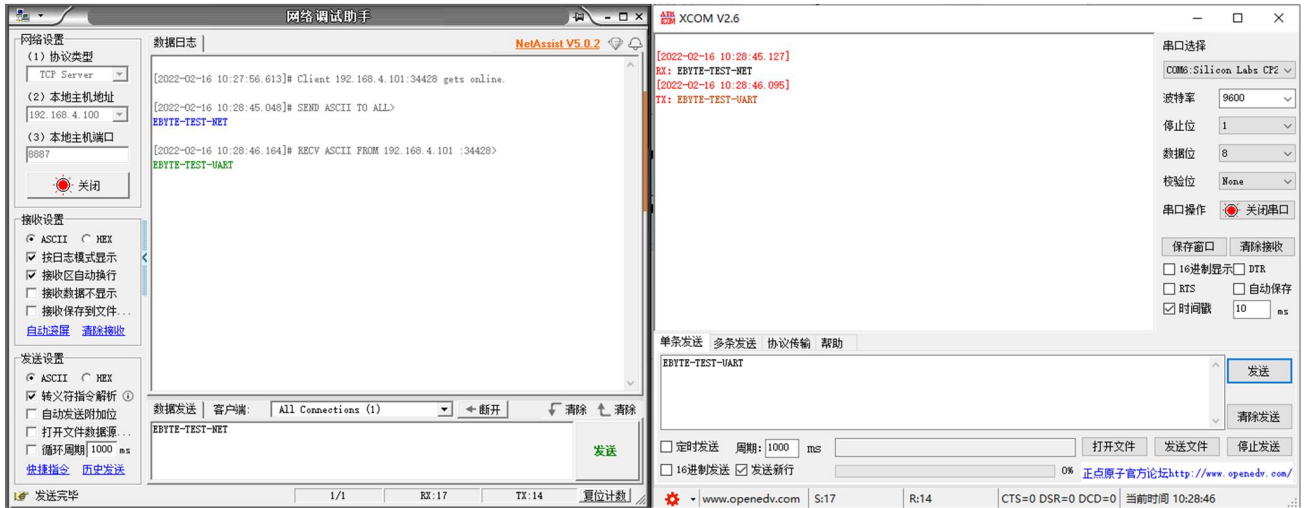 网络调试助手
网络设置
(1) 协议类型
TCP Server
(2) 本地主机地址
192.168.4.100
(3) 本地主机端口
8887
关闭
接收设置
ASCII HEX
按日志模式显示
接收区自动换行
接收数据不显示
接收保存到文件...
自动滚屏 清除接收
发送设置
ASCII HEX
转义符指令解析
自动发送附加位
打开文件数据源...
循环周期 1000 ms
快捷指令 历史发送
数据日志
NetAssist V5.0.2
[2022-02-16 10:27:56.613]# Client 192.168.4.101:34428 gets online.
[2022-02-16 10:28:45.048]# SEND ASCII TO ALL>
EBYTE-TEST-NET
[2022-02-16 10:28:46.164]# RECV ASCII FROM 192.168.4.101 :34428>
EBYTE-TEST-UART
数据发送 客户端: All Connections (1) 断开 清除 清除
EBYTE-TEST-NET
发送
发送完毕 1/1 RX:17 TX:14 复位计数
ATK XCOM V2.6
[2022-02-16 10:28:45.127]
RX: EBYTE-TEST-NET
[2022-02-16 10:28:46.095]
TX: EBYTE-TEST-UART
串口选择
COM6:Silicon Labs CP2
波特率 9600
停止位 1
数据位 8
校验位 None
串口操作 关闭串口
保存窗口 清除接收
16进制显示 DTR
RTS 自动保存
时间戳 10 ms
单条发送 多条发送 协议传输 帮助
EBYTE-TEST-UART
发送
清除发送
定时发送 周期: 1000 ms 打开文件 发送文件 停止发送
16进制发送 发送新行 0% 正点原子官方论坛http://www.openedv.com/
www.openedv.com S:17 R:14 CTS=0 DSR=0 DCD=0 当前时间 10:28:46